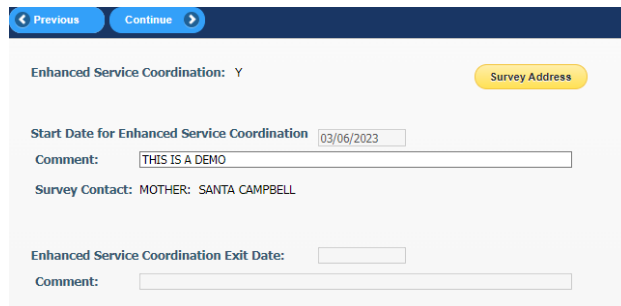 Previous Continue
Enhanced Service Coordination: Y
Survey Address
Start Date for Enhanced Service Coordination 03/06/2023
Comment: THIS IS A DEMO
Survey Contact: MOTHER: SANTA CAMPBELL
Enhanced Service Coordination Exit Date:
Comment: